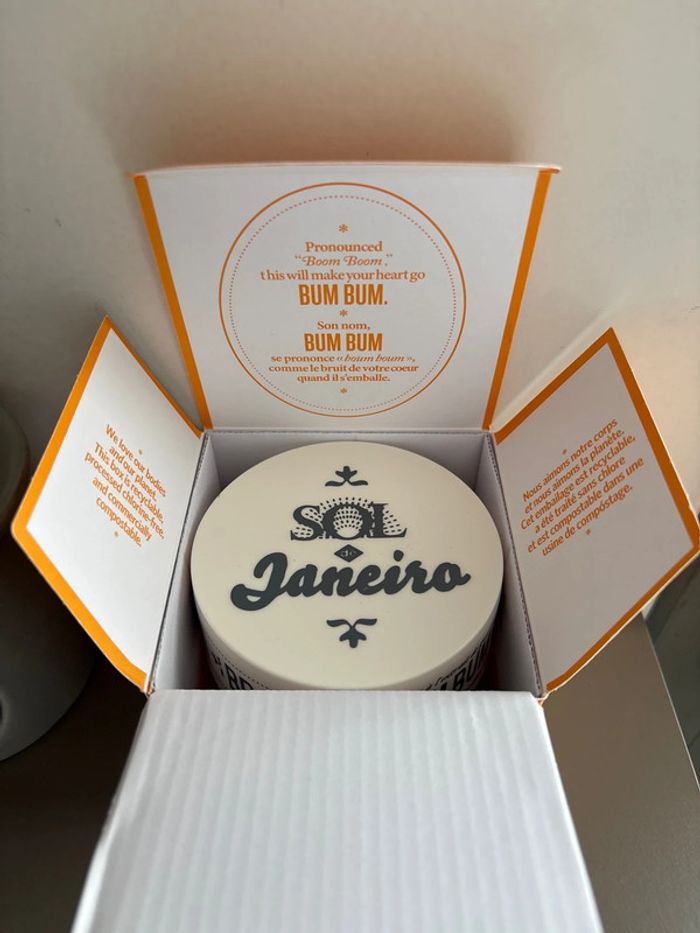 Pronounced
“Boom Boom,”
this will make your heart go
BUM BUM.
Son nom,
BUM BUM
se prononce « boum boum »,
comme le bruit de votre coeur
quand il s’emballe.
We love our bodies
and our planet.
This box is recyclable,
processed chlorine-free,
and commercially
compostable.
Nous aimons notre corps
et nous aimons la planète.
Cet emballage est recyclable,
a été traité sans chlore
et est compostable dans une
usine de compostage.
SOL
de
Janeiro